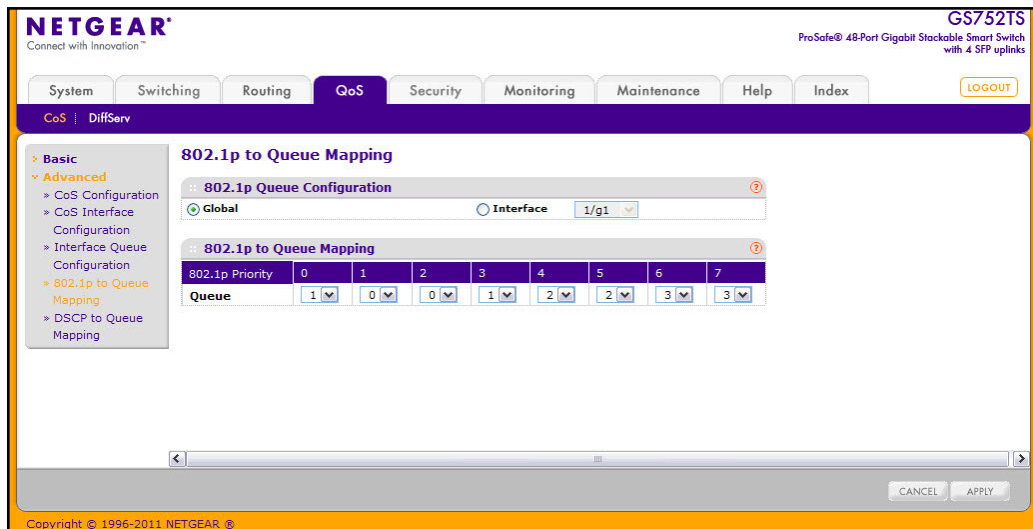 NETGEAR®
Connect with Innovation™
GS752TS
ProSafe® 48-Port Gigabit Stackable Smart Switch
with 4 SFP uplinks
System Switching Routing QoS Security Monitoring Maintenance Help Index LOGOUT
CoS | DiffServ
Basic
Advanced
» CoS Configuration
» CoS Interface
Configuration
» Interface Queue
Configuration
» 802.1p to Queue
Mapping
» DSCP to Queue
Mapping
802.1p to Queue Mapping
802.1p Queue Configuration ?
Global Interface 1/g1
802.1p to Queue Mapping ?
802.1p Priority 0 1 2 3 4 5 6 7
Queue 1 0 0 1 2 2 3 3
CANCEL APPLY
Copyright © 1996-2011 NETGEAR ®